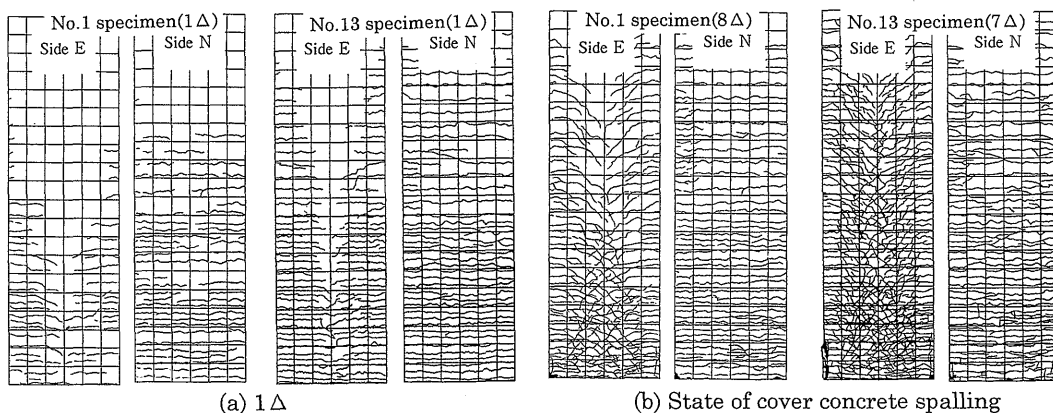 No.1 specimen(1Δ)
Side E
No.13 specimen(1Δ)
Side N
Side E
Side N
No.1 specimen(8Δ)
Side E
Side N
No.13 specimen(7Δ)
Side E
Side N
(a) 1Δ
(b) State of cover concrete spalling